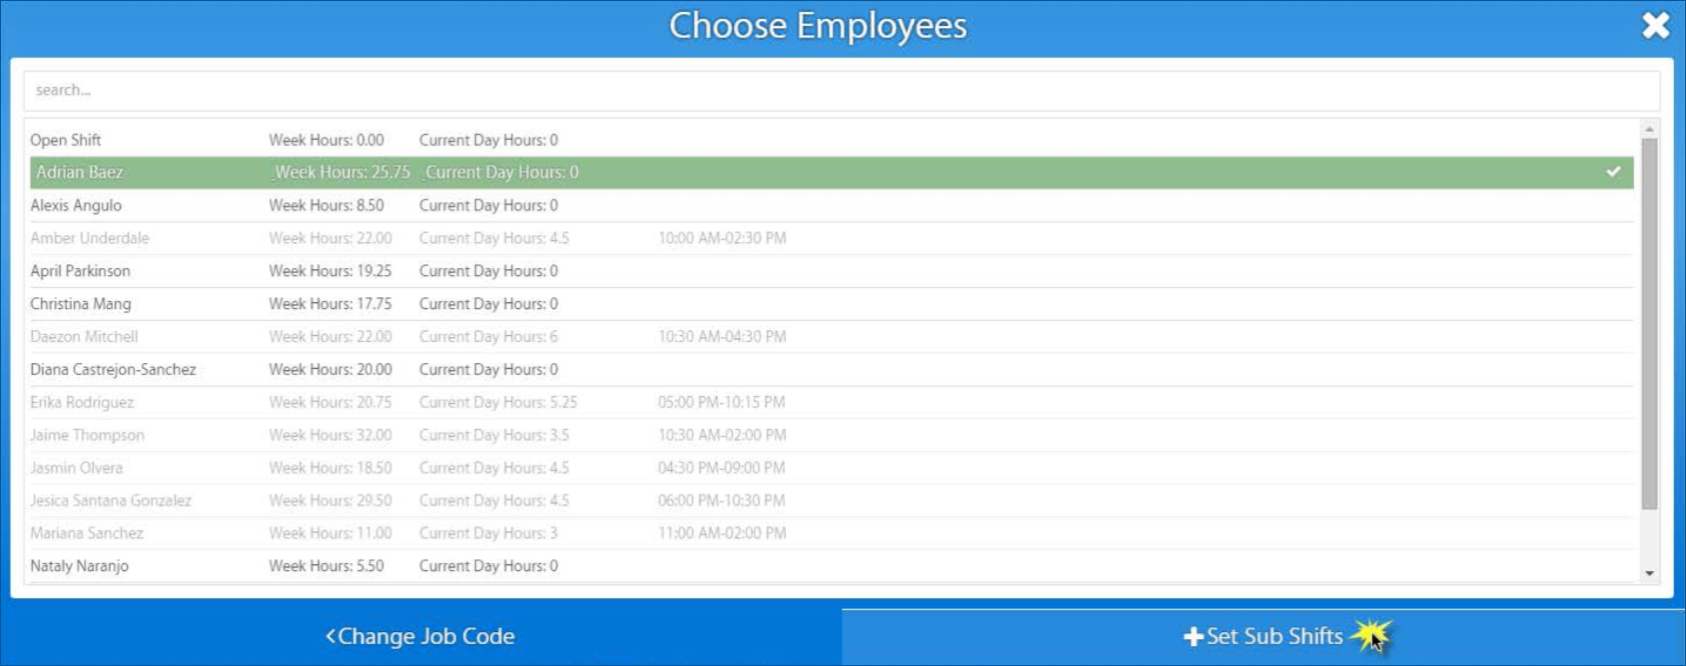 Choose Employees
search...
Open Shift Week Hours: 0.00 Current Day Hours: 0
Adrian Baez Week Hours: 25.75 Current Day Hours: 0
Alexis Angulo Week Hours: 8.50 Current Day Hours: 0
Amber Underdale Week Hours: 22.00 Current Day Hours: 4.5 10:00 AM-02:30 PM
April Parkinson Week Hours: 19.25 Current Day Hours: 0
Christina Mang Week Hours: 17.75 Current Day Hours: 0
Daezon Mitchell Week Hours: 22.00 Current Day Hours: 6 10:30 AM-04:30 PM
Diana Castrejon-Sanchez Week Hours: 20.00 Current Day Hours: 0
Erika Rodriguez Week Hours: 20.75 Current Day Hours: 5.25 05:00 PM-10:15 PM
Jaime Thompson Week Hours: 32.00 Current Day Hours: 3.5 10:30 AM-02:00 PM
Jasmin Olvera Week Hours: 18.50 Current Day Hours: 4.5 04:30 PM-09:00 PM
Jesica Santana Gonzalez Week Hours: 29.50 Current Day Hours: 4.5 06:00 PM-10:30 PM
Mariana Sanchez Week Hours: 11.00 Current Day Hours: 3 11:00 AM-02:00 PM
Nataly Naranjo Week Hours: 5.50 Current Day Hours: 0
<Change Job Code
+Set Sub Shifts